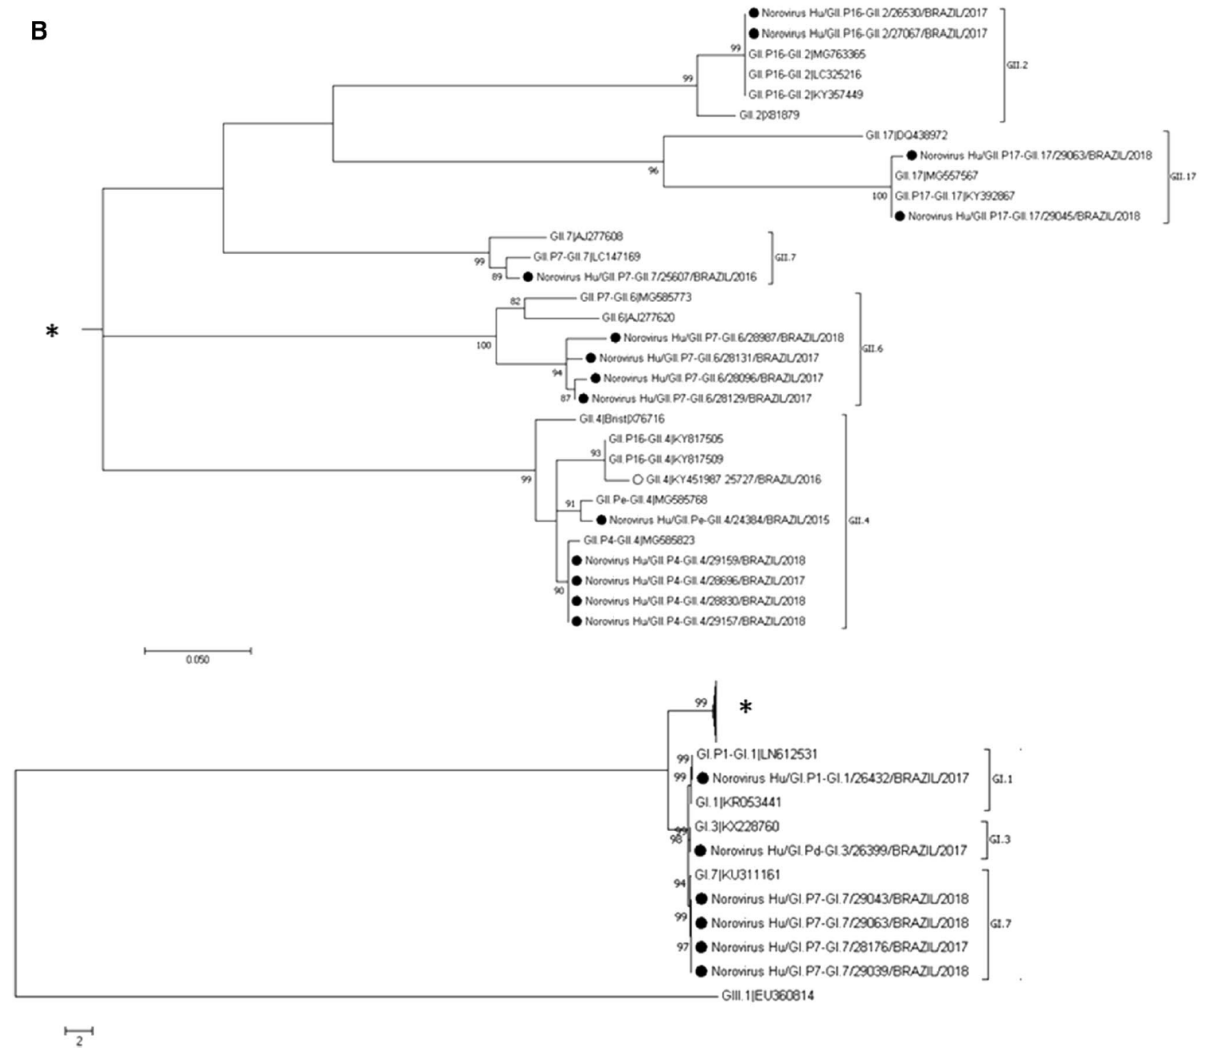 B
Norovirus Hu/GII.P16-GII.2/26530/BRAZIL/2017
Norovirus Hu/GII.P16-GII.2/27067/BRAZIL/2017
99
GII.P16-GII.2|MG763365
GII.P16-GII.2|LC325216
GII.2
99
GII.P16-GII.2|KY357449
GII.2|X81879
GII.17|DQ438972
Norovirus Hu/GII.P17-GII.17/29063/BRAZIL/2018
96
GII.17|MG557567
GII.17
100
GII.P17-GII.17|KY392867
Norovirus Hu/GII.P17-GII.17/29045/BRAZIL/2018
GII.7|AJ277608
99
GII.P7-GII.7|LC147169
GII.7
89
Norovirus Hu/GII.P7-GII.7/25607/BRAZIL/2016
82
GII.P7-GII.6|MG585773
GII.6|AJ277620
*
100
Norovirus Hu/GII.P7-GII.6/28987/BRAZIL/2018
GII.6
Norovirus Hu/GII.P7-GII.6/28131/BRAZIL/2017
94
Norovirus Hu/GII.P7-GII.6/28096/BRAZIL/2017
87
Norovirus Hu/GII.P7-GII.6/28129/BRAZIL/2017
GII.4|Bristl|X76716
GII.P16-GII.4|KY817505
93
GII.P16-GII.4|KY817509
99
GII.4|KY451987 25727/BRAZIL/2016
91
GII.Pe-GII.4|MG585768
Norovirus Hu/GII.Pe-GII.4/24384/BRAZIL/2015
GII.4
GII.P4-GII.4|MG585823
Norovirus Hu/GII.P4-GII.4/29159/BRAZIL/2018
Norovirus Hu/GII.P4-GII.4/28696/BRAZIL/2017
90
Norovirus Hu/GII.P4-GII.4/28830/BRAZIL/2018
Norovirus Hu/GII.P4-GII.4/29157/BRAZIL/2018
0.050
99
*
99
GI.P1-GI.1|LN612531
99
Norovirus Hu/GI.P1-GI.1/26432/BRAZIL/2017
GI.1
GI.1|KR053441
99
GI.3|KX228760
98
GI.3
Norovirus Hu/GI.Pd-GI.3/26399/BRAZIL/2017
94
GI.7|KU311161
Norovirus Hu/GI.P7-GI.7/29043/BRAZIL/2018
99
Norovirus Hu/GI.P7-GI.7/29063/BRAZIL/2018
GI.7
97
Norovirus Hu/GI.P7-GI.7/28176/BRAZIL/2017
Norovirus Hu/GI.P7-GI.7/29039/BRAZIL/2018
GIII.1|EU360814
2